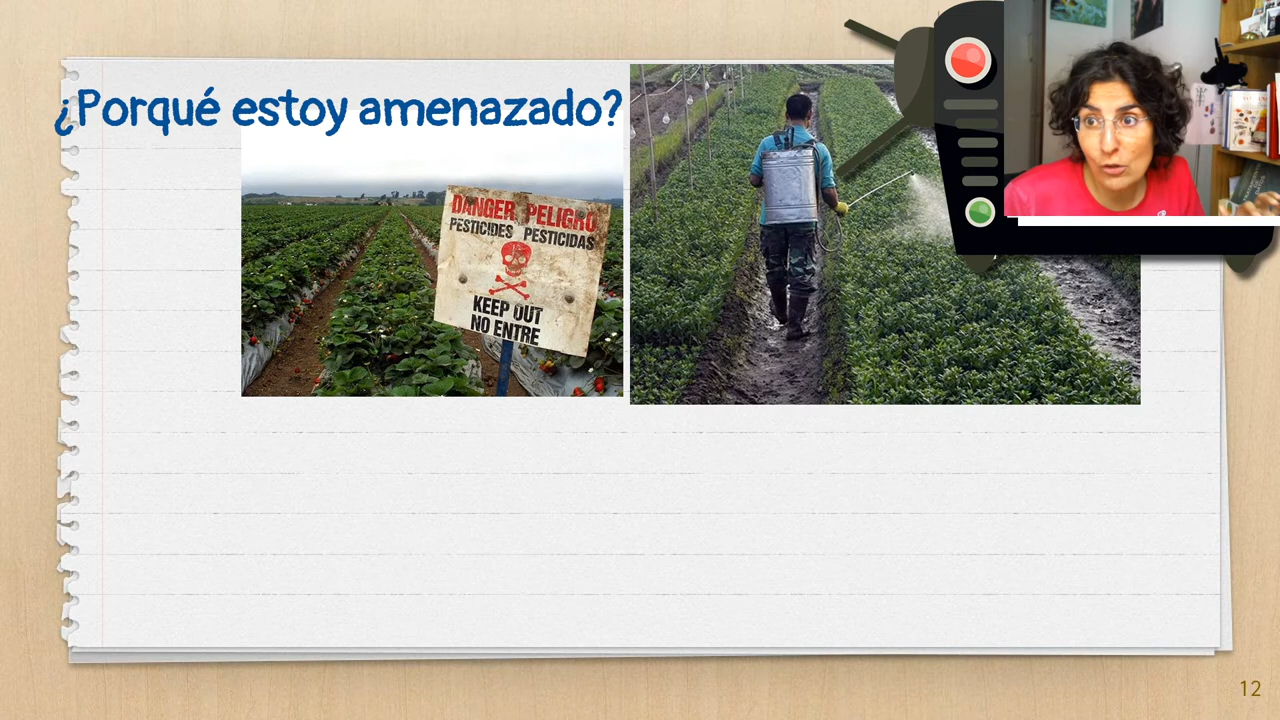 ¿Porqué estoy amenazado?
DANGER PELIGRO
PESTICIDES PESTICIDAS
KEEP OUT
NO ENTRE
12